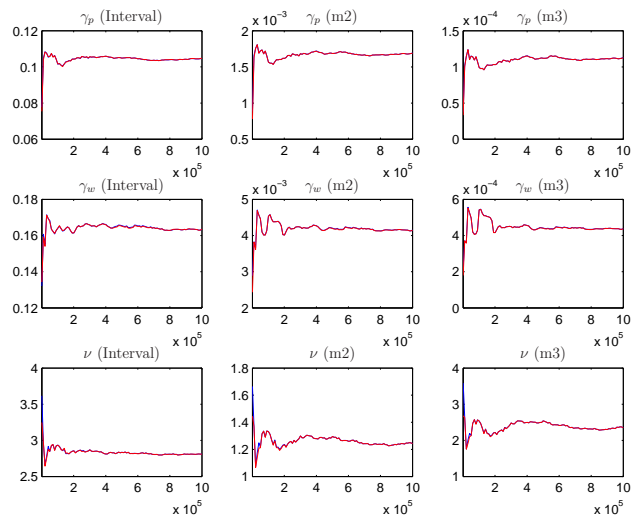 γp (Interval)
0.12
0.1
0.08
0.06
2 4 6 8 10
x 10^5
γp (m2)
x 10^-3
2
1.5
1
0.5
2 4 6 8 10
x 10^5
γp (m3)
x 10^-4
1.5
1
0.5
0
2 4 6 8 10
x 10^5
γw (Interval)
0.18
0.16
0.14
0.12
2 4 6 8 10
x 10^5
γw (m2)
x 10^-3
5
4
3
2
2 4 6 8 10
x 10^5
γw (m3)
x 10^-4
6
4
2
0
2 4 6 8 10
x 10^5
ν (Interval)
4
3.5
3
2.5
2 4 6 8 10
x 10^5
ν (m2)
1.8
1.6
1.4
1.2
1
2 4 6 8 10
x 10^5
ν (m3)
4
3
2
1
2 4 6 8 10
x 10^5